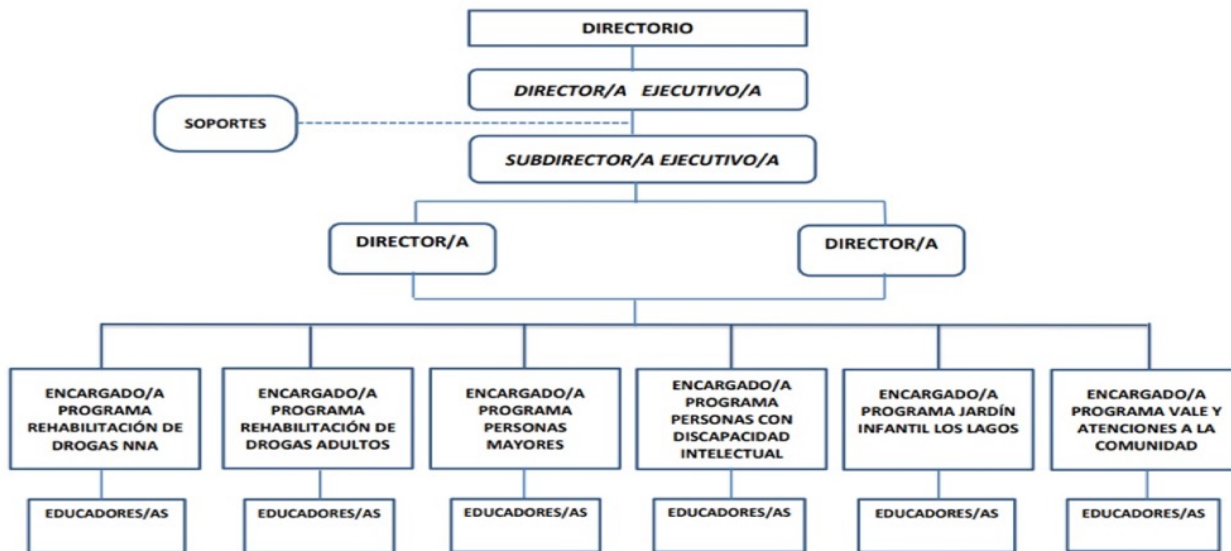 DIRECTORIO
DIRECTOR/A EJECUTIVO/A
SOPORTES
SUBDIRECTOR/A EJECUTIVO/A
DIRECTOR/A
DIRECTOR/A
ENCARGADO/A
PROGRAMA
REHABILITACIÓN DE
DROGAS NNA
ENCARGADO/A
PROGRAMA
REHABILITACIÓN DE
DROGAS ADULTOS
ENCARGADO/A
PROGRAMA
PERSONAS
MAYORES
ENCARGADO/A
PROGRAMA
PERSONAS CON
DISCAPACIDAD
INTELECTUAL
ENCARGADO/A
PROGRAMA JARDÍN
INFANTIL LOS LAGOS
ENCARGADO/A
PROGRAMA VALE Y
ATENCIONES A LA
COMUNIDAD
EDUCADORES/AS
EDUCADORES/AS
EDUCADORES/AS
EDUCADORES/AS
EDUCADORES/AS
EDUCADORES/AS